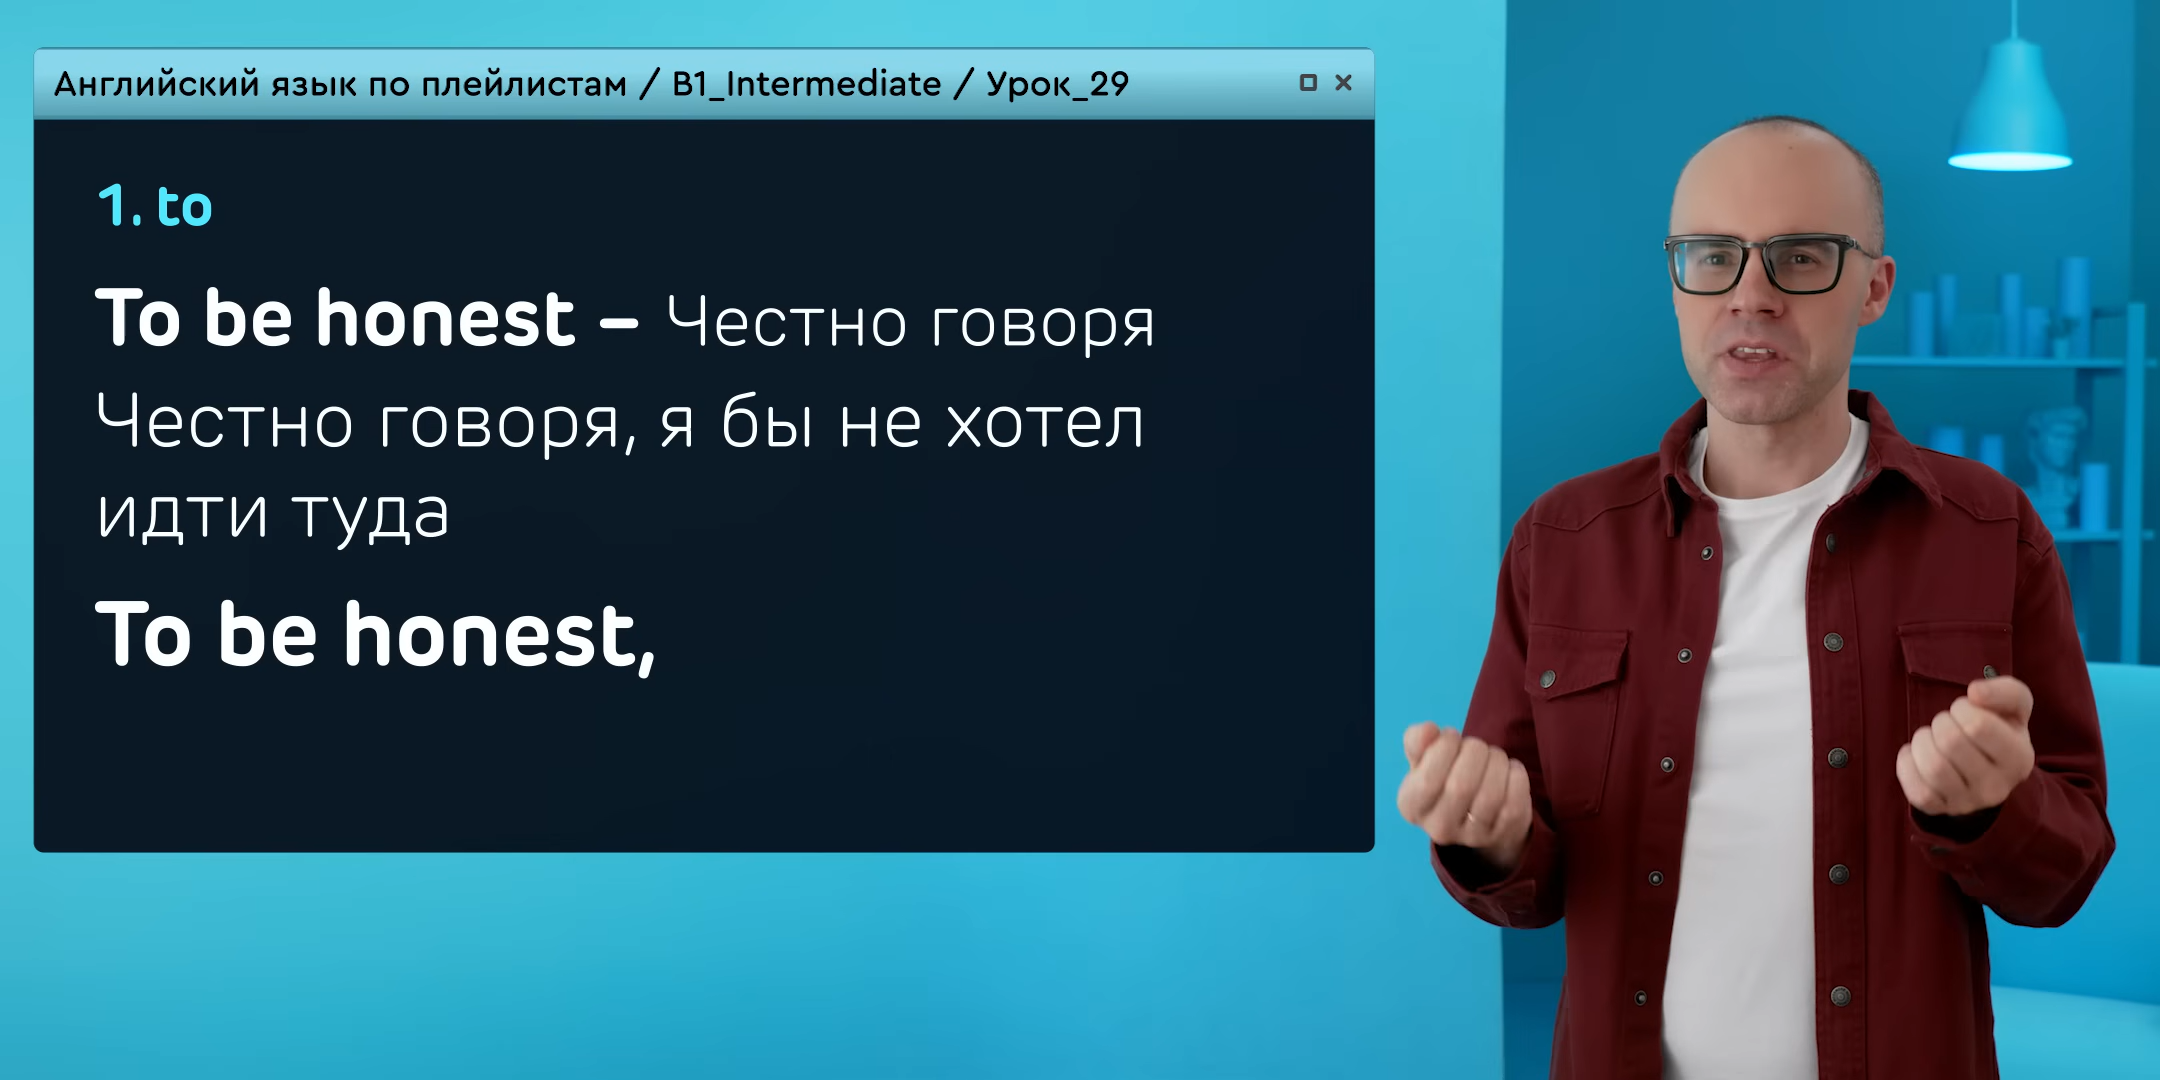 Английский язык по плейлистам / B1_Intermediate / Урок_29
1. to
To be honest – Честно говоря
Честно говоря, я бы не хотел
идти туда
To be honest,